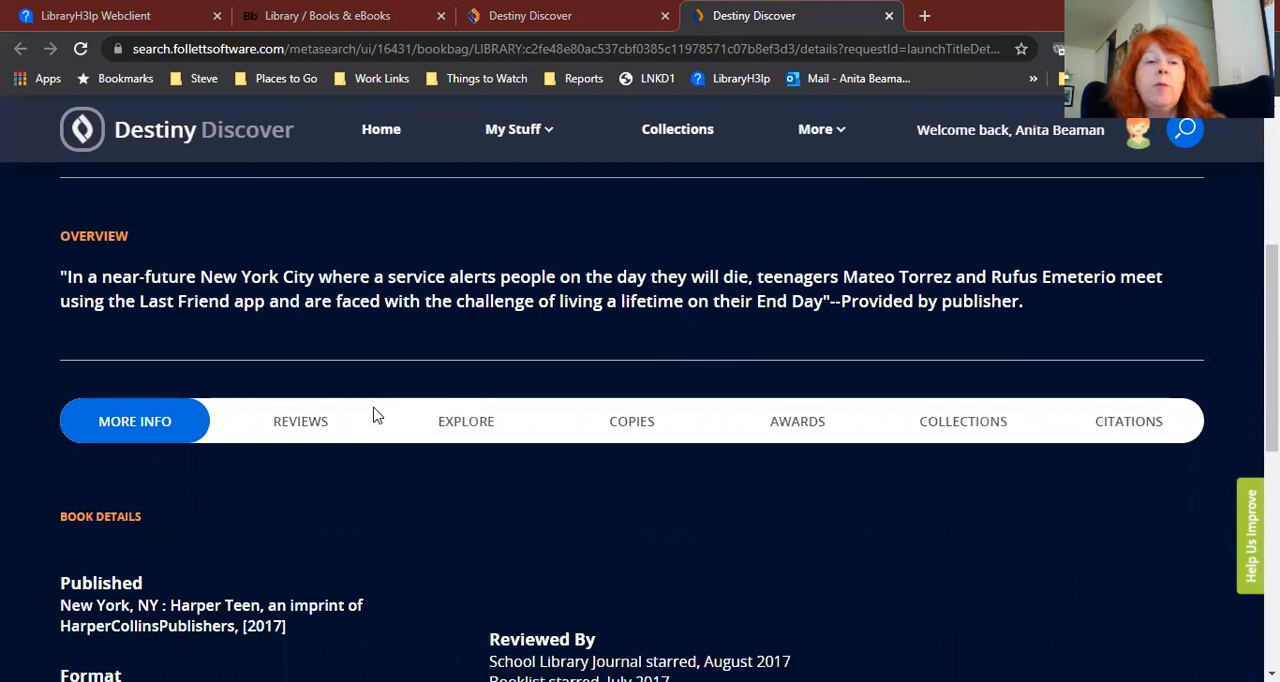 LibraryH3lp Webclient
Bb Library / Books & eBooks
Destiny Discover
Destiny Discover
search.follettsoftware.com/metasearch/ui/16431/bookbag/LIBRARY:c2fe48e80ac537cbf0385c11978571c07b8ef3d3/details?requestId=launchTitleDet...
Apps
Bookmarks
Steve
Places to Go
Work Links
Things to Watch
Reports
LNKD1
LibraryH3lp
Mail - Anita Beama...
Destiny Discover
Home
My Stuff
Collections
More
Welcome back, Anita Beaman
OVERVIEW
"In a near-future New York City where a service alerts people on the day they will die, teenagers Mateo Torrez and Rufus Emeterio meet
using the Last Friend app and are faced with the challenge of living a lifetime on their End Day"--Provided by publisher.
MORE INFO
REVIEWS
EXPLORE
COPIES
AWARDS
COLLECTIONS
CITATIONS
Help Us Improve
BOOK DETAILS
Published
New York, NY : Harper Teen, an imprint of
HarperCollinsPublishers, [2017]
Reviewed By
School Library Journal starred, August 2017
Format
Booklist starred, July 2017